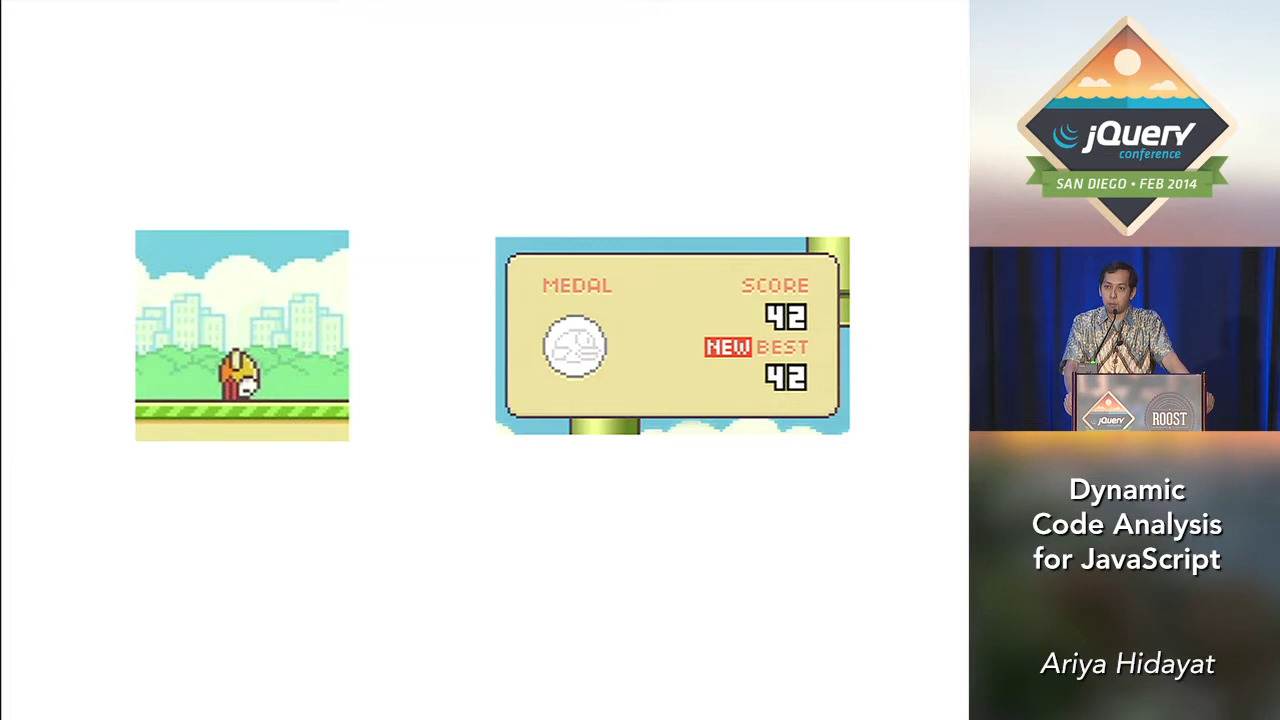 MEDAL
SCORE
42
NEW BEST
42
jQuery
conference
SAN DIEGO • FEB 2014
jQuery
ROOST
Dynamic
Code Analysis
for JavaScript
Ariya Hidayat